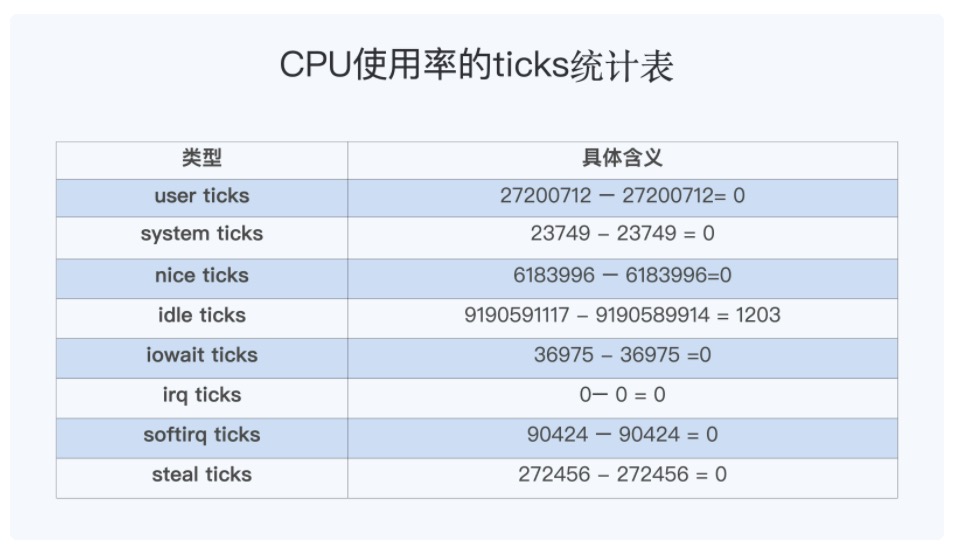 CPU使用率的ticks统计表
类型 具体含义
user ticks 27200712 — 27200712= 0
system ticks 23749 – 23749 = 0
nice ticks 6183996 — 6183996=0
idle ticks 9190591117 – 9190589914 = 1203
iowait ticks 36975 – 36975 =0
irq ticks 0— 0 = 0
softirq ticks 90424 — 90424 = 0
steal ticks 272456 – 272456 = 0